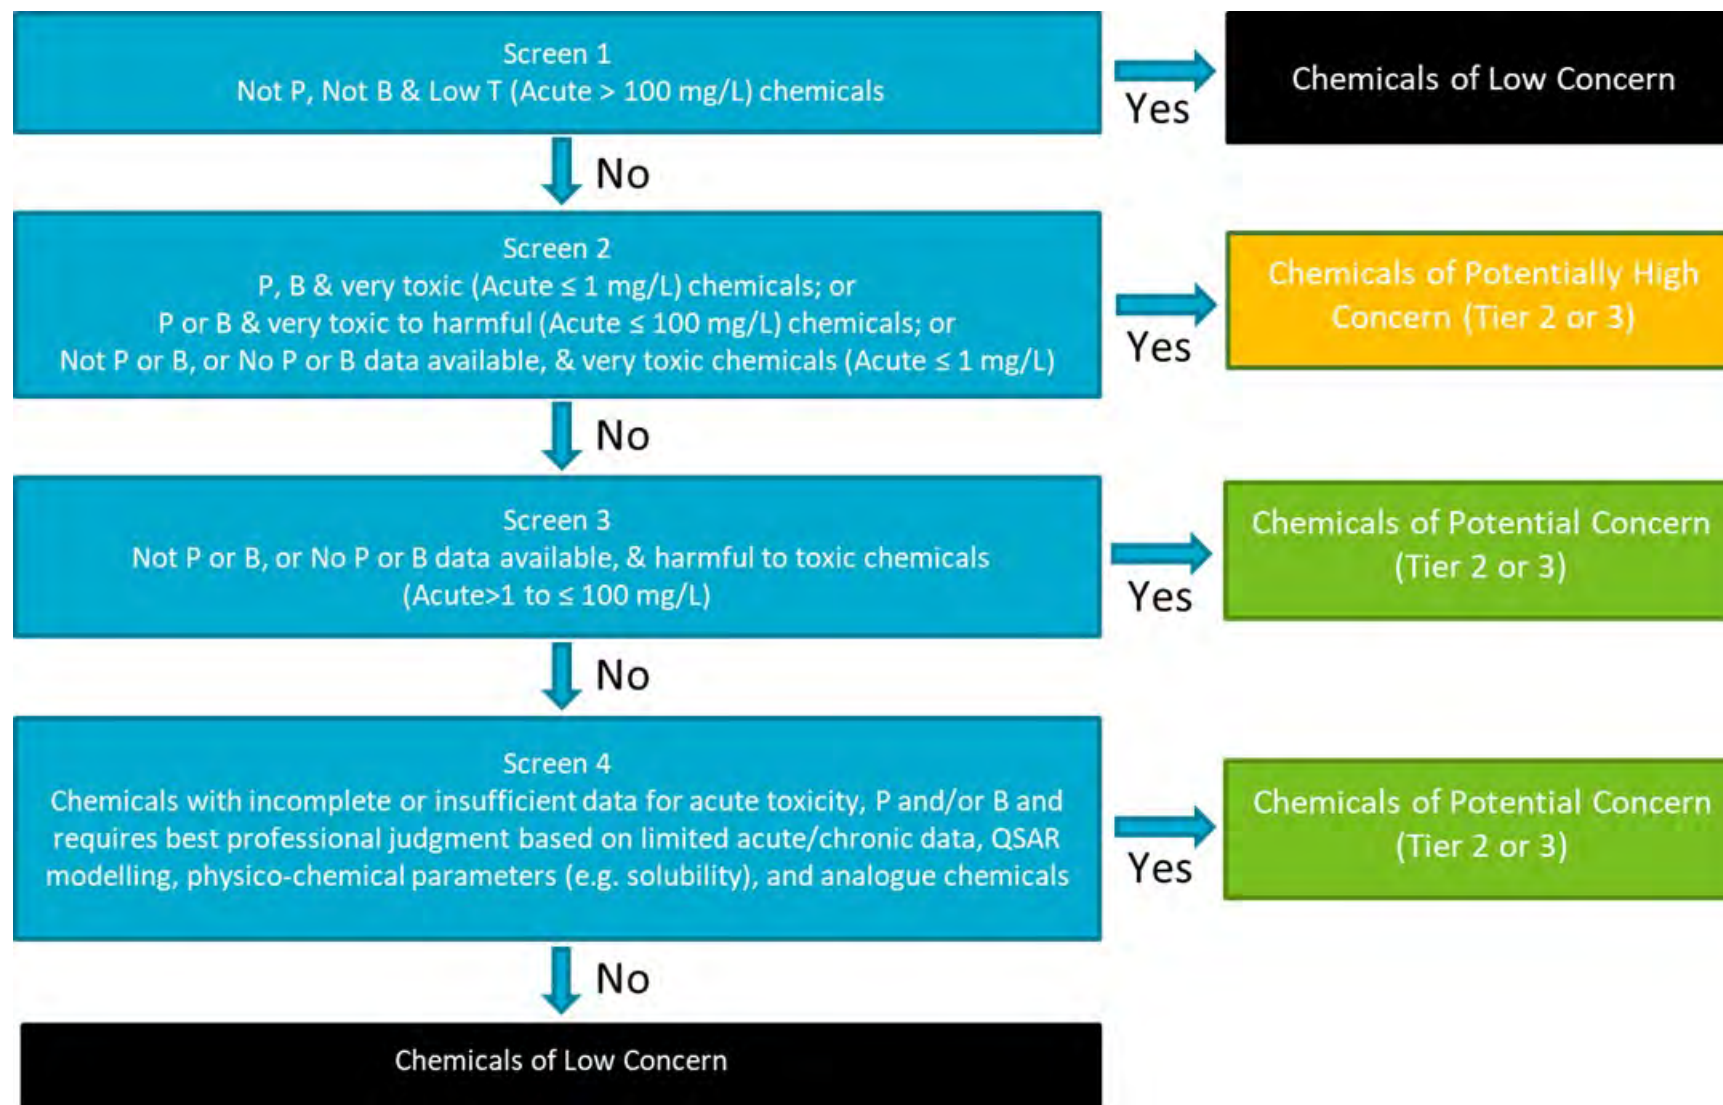 Screen 1
Not P, Not B & Low T (Acute > 100 mg/L) chemicals
Yes
Chemicals of Low Concern
No
Screen 2
P, B & very toxic (Acute ≤ 1 mg/L) chemicals; or
P or B & very toxic to harmful (Acute ≤ 100 mg/L) chemicals; or
Not P or B, or No P or B data available, & very toxic chemicals (Acute ≤ 1 mg/L)
Yes
Chemicals of Potentially High
Concern (Tier 2 or 3)
No
Screen 3
Not P or B, or No P or B data available, & harmful to toxic chemicals
(Acute>1 to ≤ 100 mg/L)
Yes
Chemicals of Potential Concern
(Tier 2 or 3)
No
Screen 4
Chemicals with incomplete or insufficient data for acute toxicity, P and/or B and
requires best professional judgment based on limited acute/chronic data, QSAR
modelling, physico-chemical parameters (e.g. solubility), and analogue chemicals
Yes
Chemicals of Potential Concern
(Tier 2 or 3)
No
Chemicals of Low Concern